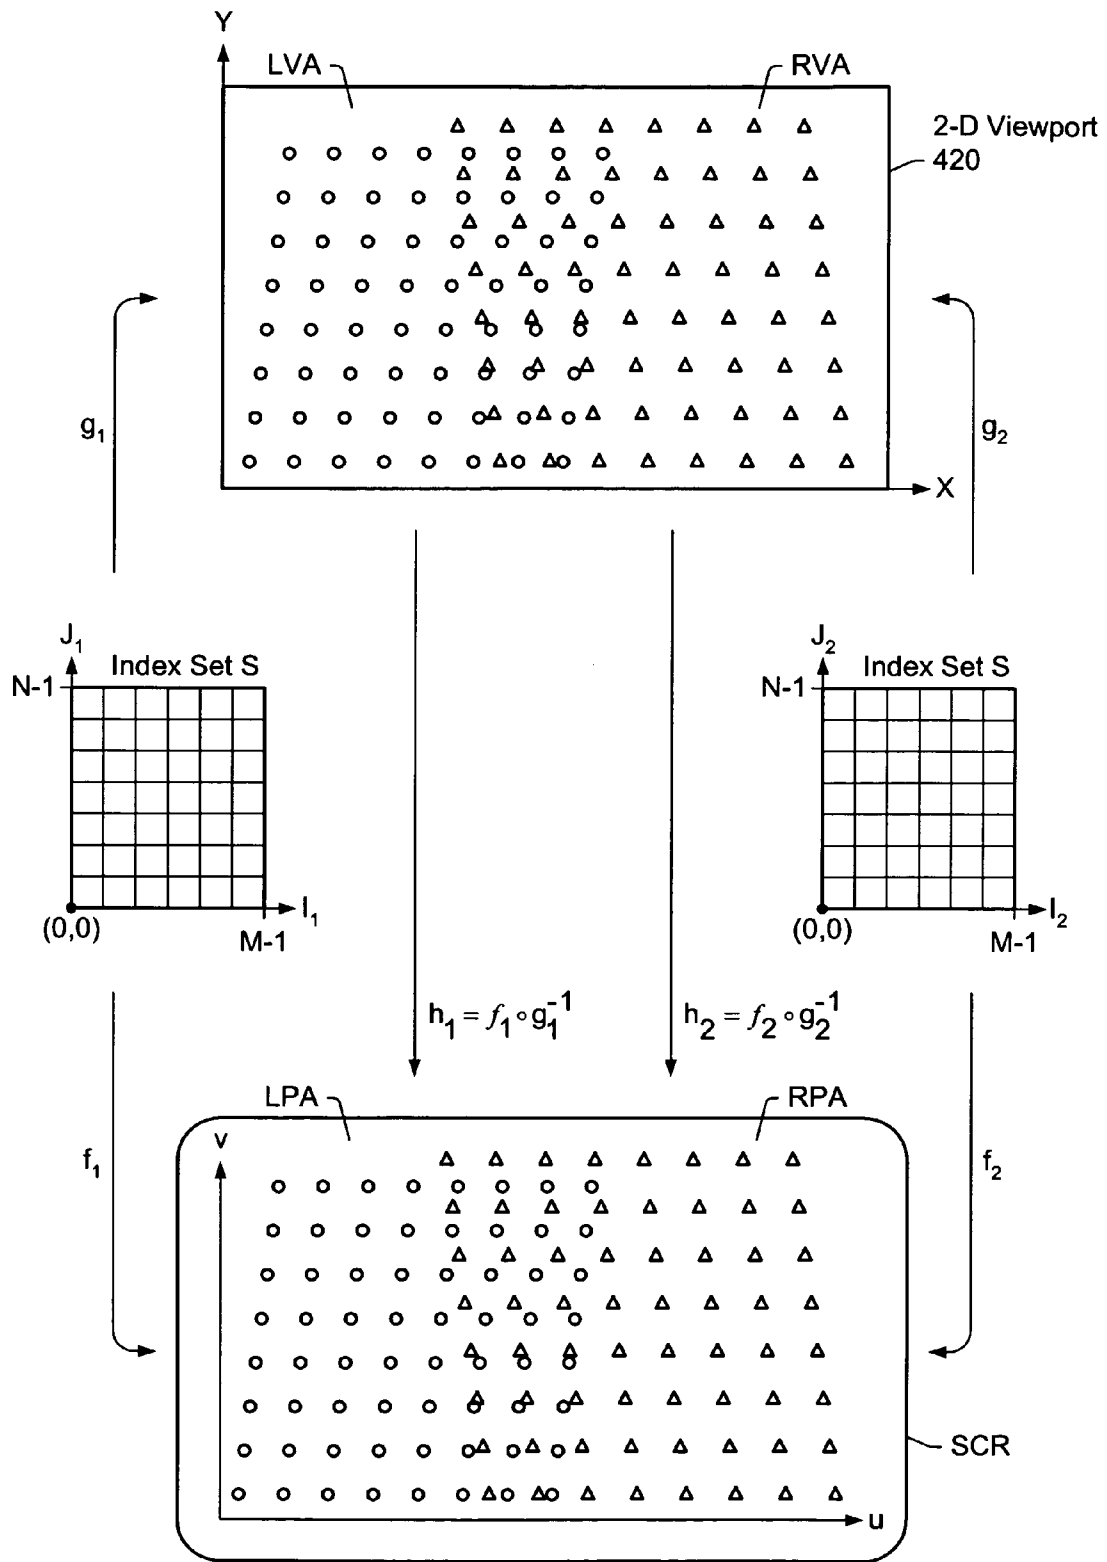 Y
LVA
RVA
2-D Viewport
420
X
g₁
g₂
J₁
Index Set S
N-1
(0,0)
I₁
M-1
J₂
Index Set S
N-1
(0,0)
I₂
M-1
h₁ = f₁ ∘ g₁⁻¹
h₂ = f₂ ∘ g₂⁻¹
LPA
RPA
v
f₁
f₂
SCR
u